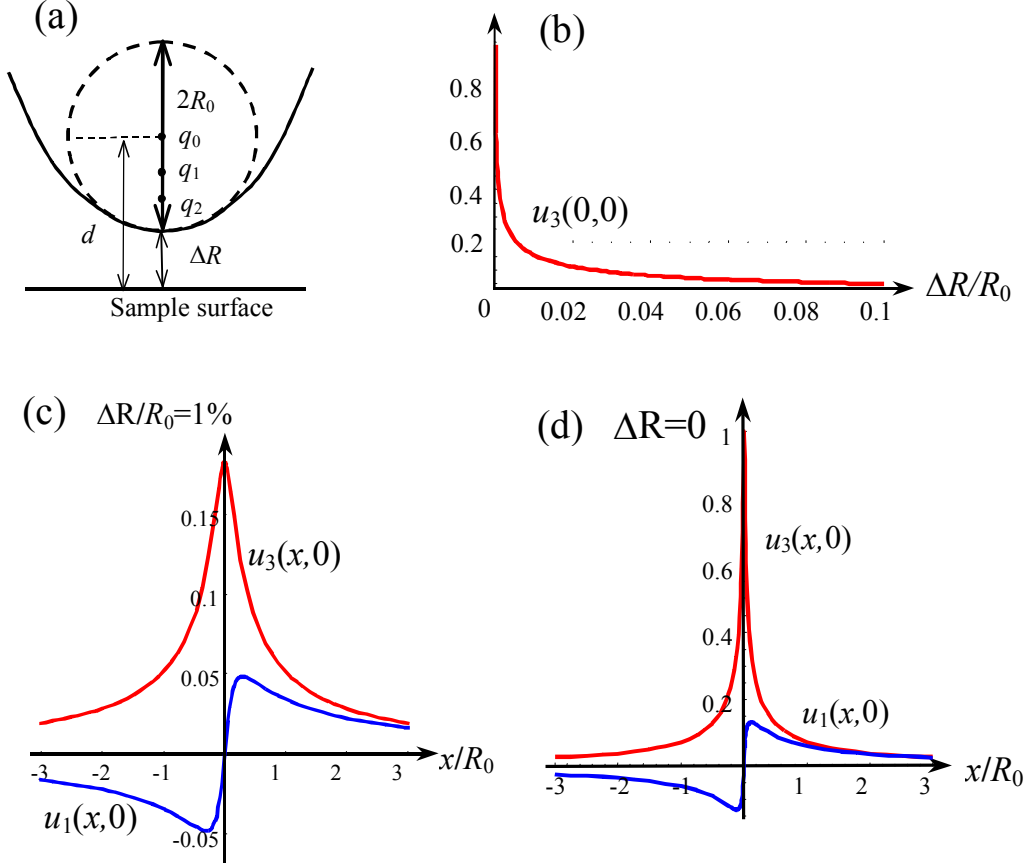 (a)
2R₀
q₀
q₁
q₂
d
ΔR
Sample surface
(b)
0.8
0.6
0.4
0.2
u₃(0,0)
0
0.02
0.04
0.06
0.08
0.1
ΔR/R₀
(c) ΔR/R₀=1%
0.15
0.1
0.05
u₃(x,0)
-3
-2
-1
1
2
3
x/R₀
u₁(x,0)
-0.05
(d) ΔR=0
1
0.8
0.6
0.4
0.2
u₃(x,0)
u₁(x,0)
-3
-2
-1
1
2
3
x/R₀